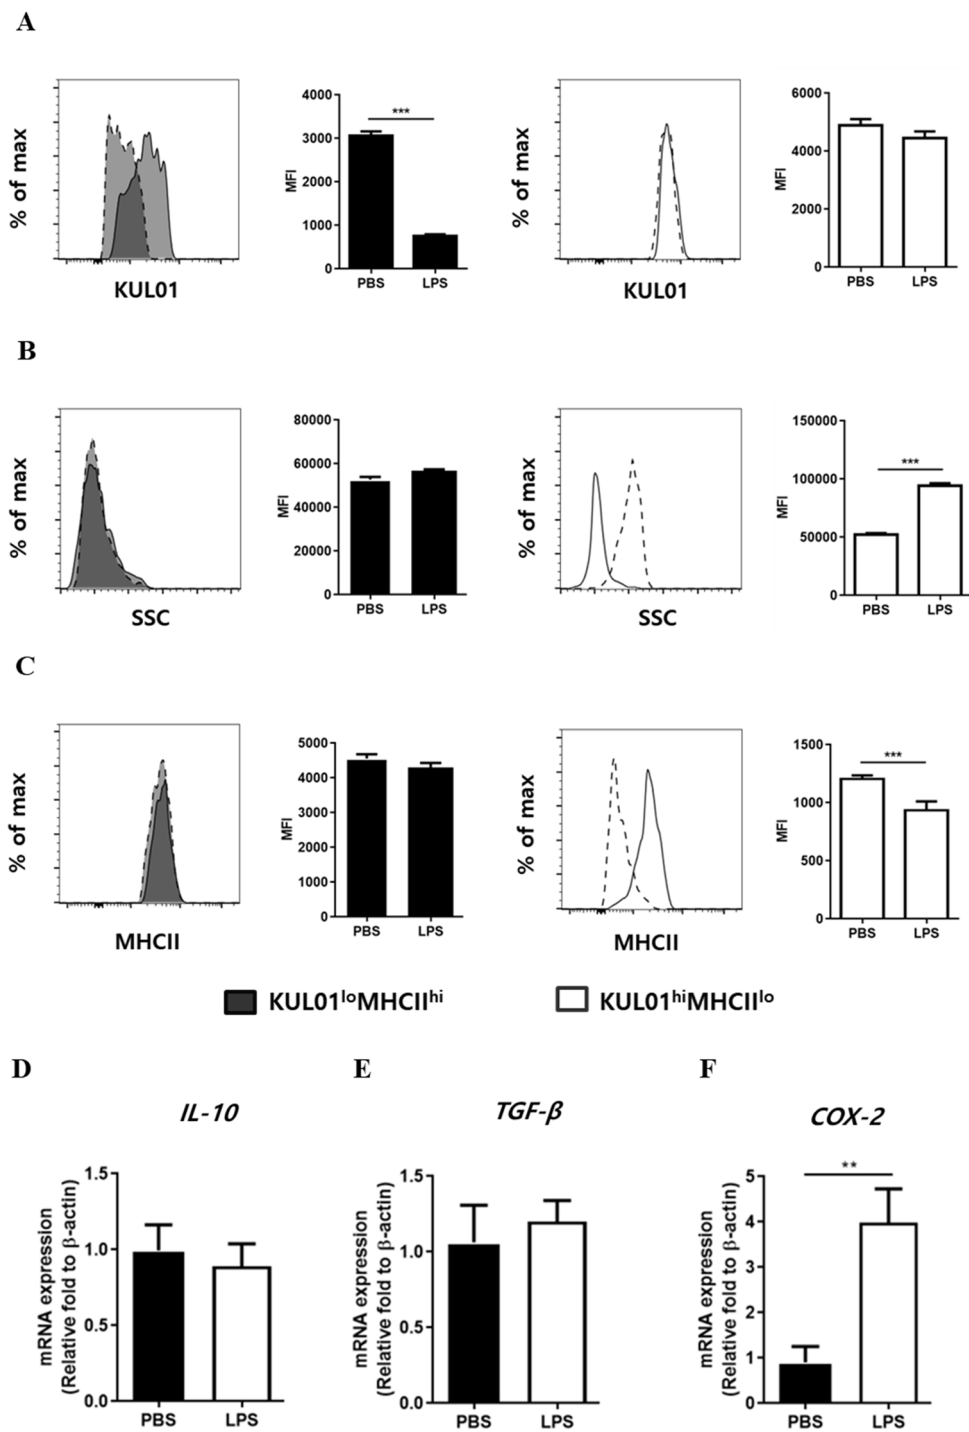 A
% of max
KUL01
4000
3000
2000
1000
0
MFI
***
PBS LPS
% of max
KUL01
6000
4000
2000
0
MFI
PBS LPS
B
% of max
SSC
80000
60000
40000
20000
0
MFI
PBS LPS
% of max
SSC
150000
100000
50000
0
MFI
***
PBS LPS
C
% of max
MHCII
5000
4000
3000
2000
1000
0
MFI
PBS LPS
% of max
MHCII
1500
1000
500
0
MFI
***
PBS LPS
KUL01loMHCIIhi
KUL01hiMHCIIlo
D
IL-10
mRNA expression
(Relative fold to β-actin)
1.5
1.0
0.5
0.0
PBS LPS
E
TGF-β
mRNA expression
(Relative fold to β-actin)
1.5
1.0
0.5
0.0
PBS LPS
F
COX-2
mRNA expression
(Relative fold to β-actin)
5
4
3
2
1
0
**
PBS LPS